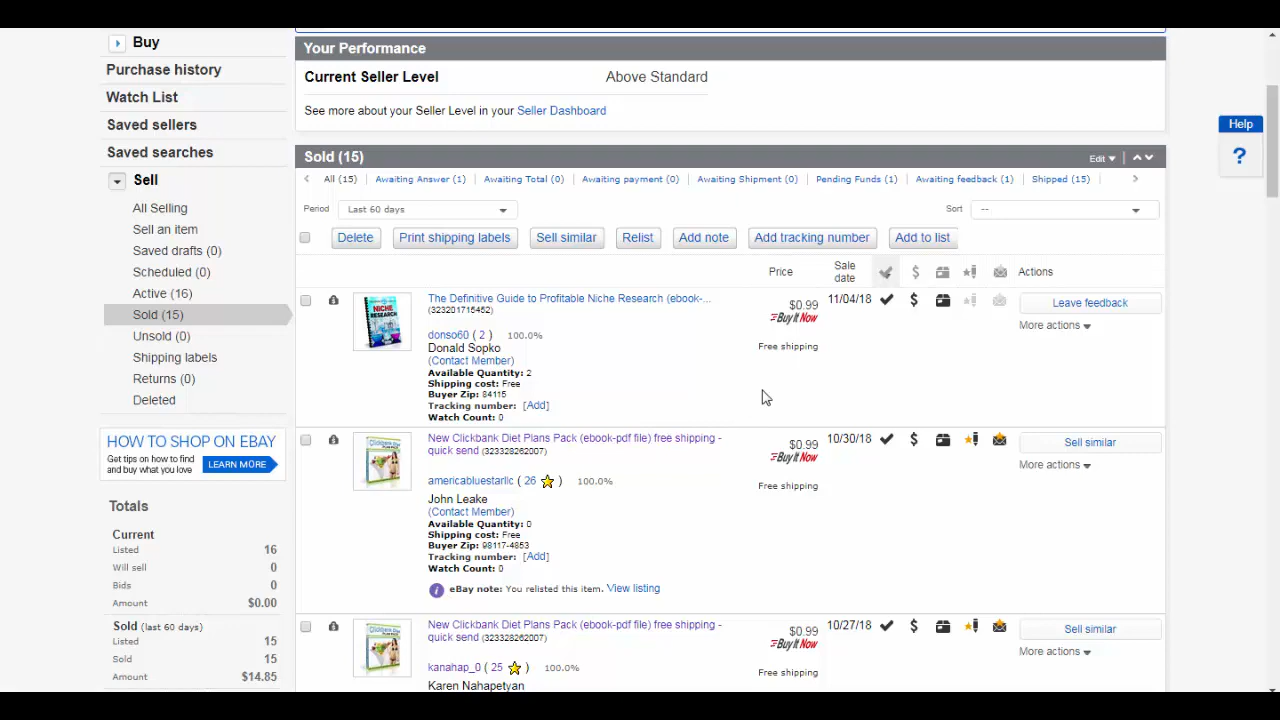 Buy
Purchase history
Watch List
Saved sellers
Saved searches
Sell
All Selling
Sell an item
Saved drafts (0)
Scheduled (0)
Active (16)
Sold (15)
Unsold (0)
Shipping labels
Returns (0)
Deleted
HOW TO SHOP ON EBAY
Get tips on how to find and buy what you love
LEARN MORE
Totals
Current
Listed 16
Will sell 0
Bids 0
Amount $0.00
Sold (last 60 days)
Listed 15
Sold 15
Amount $14.85
Your Performance
Current Seller Level Above Standard
See more about your Seller Level in your Seller Dashboard
Sold (15) Edit
All (15) Awaiting Answer (1) Awaiting Total (0) Awaiting payment (0) Awaiting Shipment (0) Pending Funds (1) Awaiting feedback (1) Shipped (15)
Period Last 60 days Sort --
Delete Print shipping labels Sell similar Relist Add note Add tracking number Add to list
Price Sale date $ Actions
The Definitive Guide to Profitable Niche Research (ebook-...
(323201715452)
donso60 ( 2 ) 100.0%
Donald Sopko
(Contact Member)
Available Quantity: 2
Shipping cost: Free
Buyer Zip: 84115
Tracking number: [Add]
Watch Count: 0
$0.99
Buy It Now
Free shipping
11/04/18 $
Leave feedback
More actions
New Clickbank Diet Plans Pack (ebook-pdf file) free shipping -
quick send (323328262007)
americabluestarllc ( 26 ) 100.0%
John Leake
(Contact Member)
Available Quantity: 0
Shipping cost: Free
Buyer Zip: 98117-4853
Tracking number: [Add]
Watch Count: 0
eBay note: You relisted this item. View listing
$0.99
Buy It Now
Free shipping
10/30/18 $
Sell similar
More actions
New Clickbank Diet Plans Pack (ebook-pdf file) free shipping -
quick send (323328262007)
kanahap_0 ( 25 ) 100.0%
Karen Nahapetyan
$0.99
Buy It Now
Free shipping
10/27/18 $
Sell similar
More actions
Help
?
NICHE
RESEARCH